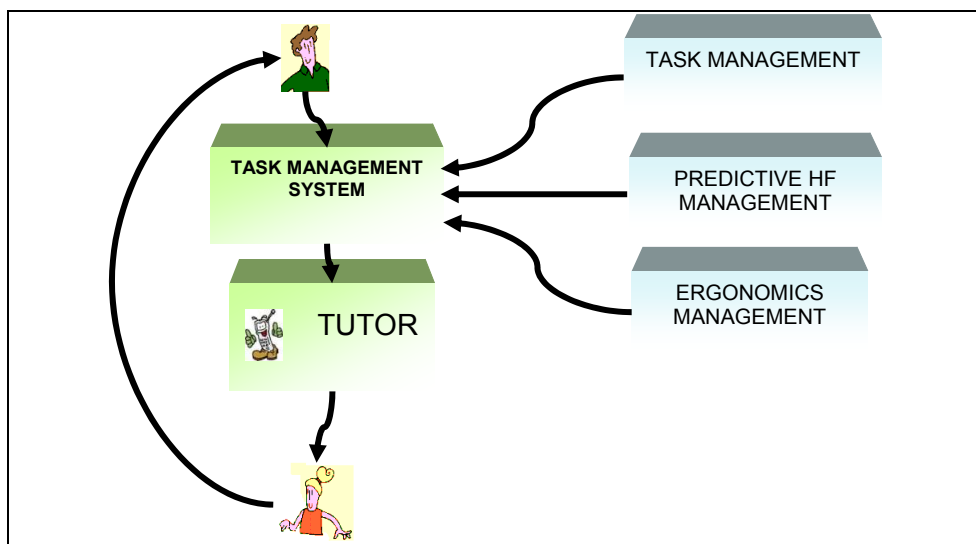 TASK MANAGEMENT
TASK MANAGEMENT
SYSTEM
PREDICTIVE HF
MANAGEMENT
ERGONOMICS
MANAGEMENT
TUTOR